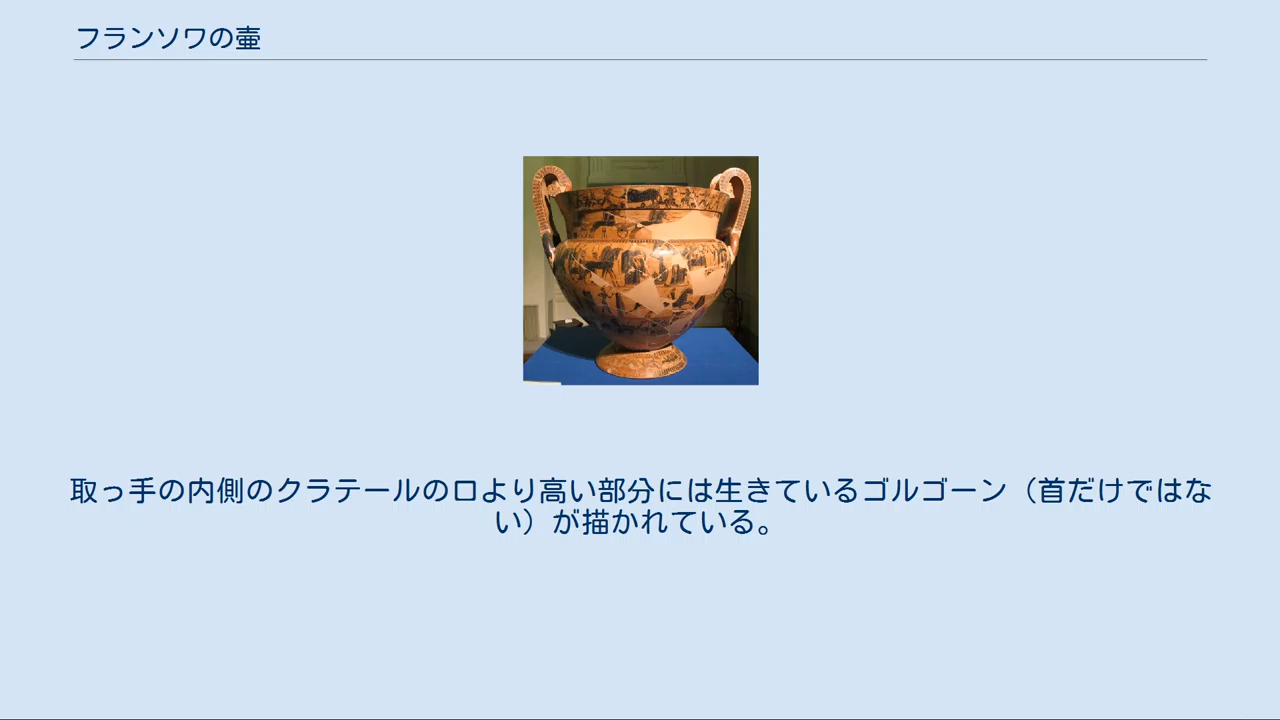 フランソワの壷
取っ手の内側のクラテールの口より高い部分には生きているゴルゴーン（首だけではな
い）が描かれている。